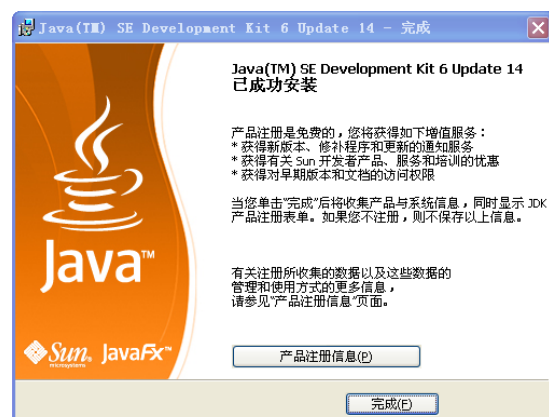 Java(TM) SE Development Kit 6 Update 14 - 完成
Java(TM) SE Development Kit 6 Update 14
已成功安装
产品注册是免费的，您将获得如下增值服务：
* 获得新版本、修补程序和更新的通知服务
* 获得有关 Sun 开发者产品、服务和培训的优惠
* 获得对早期版本和文档的访问权限
当您单击“完成”后将收集产品与系统信息，同时显示 JDK
产品注册表单。如果您不注册，则不保存以上信息。
Java™
有关注册所收集的数据以及这些数据的
管理和使用方式的更多信息，
请参见“产品注册信息”页面。
Sun microsystems JavaFX™
产品注册信息(P)
完成(F)